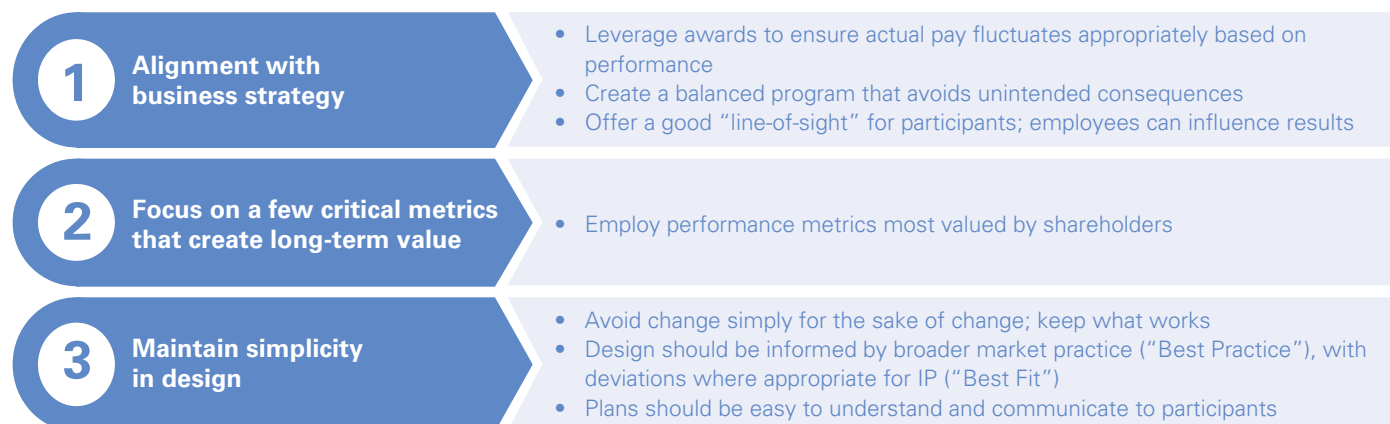 1
Alignment with
business strategy
• Leverage awards to ensure actual pay fluctuates appropriately based on
performance
• Create a balanced program that avoids unintended consequences
• Offer a good “line-of-sight” for participants; employees can influence results
2
Focus on a few critical metrics
that create long-term value
• Employ performance metrics most valued by shareholders
3
Maintain simplicity
in design
• Avoid change simply for the sake of change; keep what works
• Design should be informed by broader market practice (“Best Practice”), with
deviations where appropriate for IP (“Best Fit”)
• Plans should be easy to understand and communicate to participants